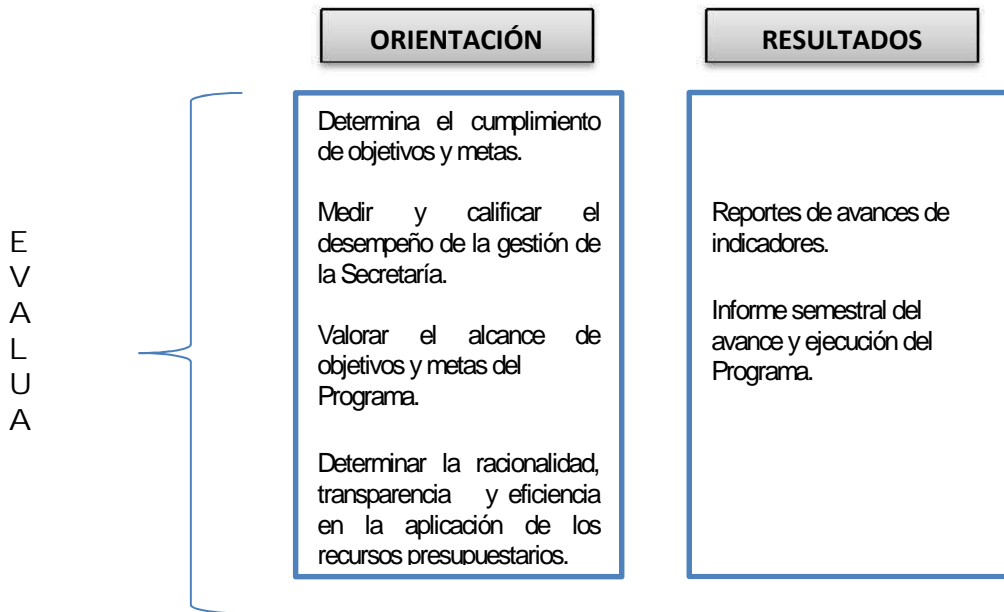 ORIENTACIÓN
RESULTADOS
E
V
A
L
U
A
Determina el cumplimiento
de objetivos y metas.
Medir y calificar el
desempeño de la gestión de
la Secretaría.
Valorar el alcance de
objetivos y metas del
Programa.
Determinar la racionalidad,
transparencia y eficiencia
en la aplicación de los
recursos presupuestarios.
Reportes de avances de
indicadores.
Informe semestral del
avance y ejecución del
Programa.